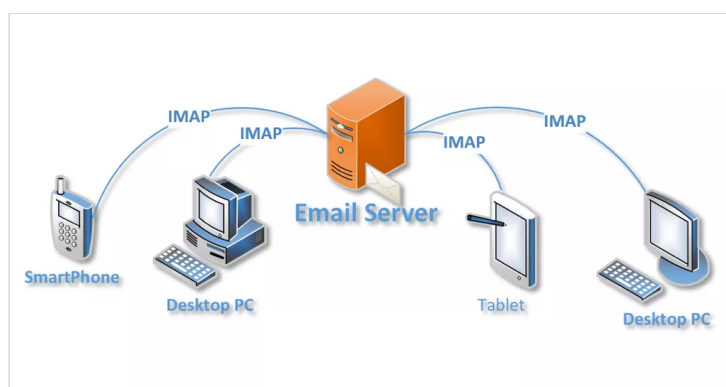 IMAP
IMAP
IMAP
IMAP
Email Server
SmartPhone
Desktop PC
Tablet
Desktop PC